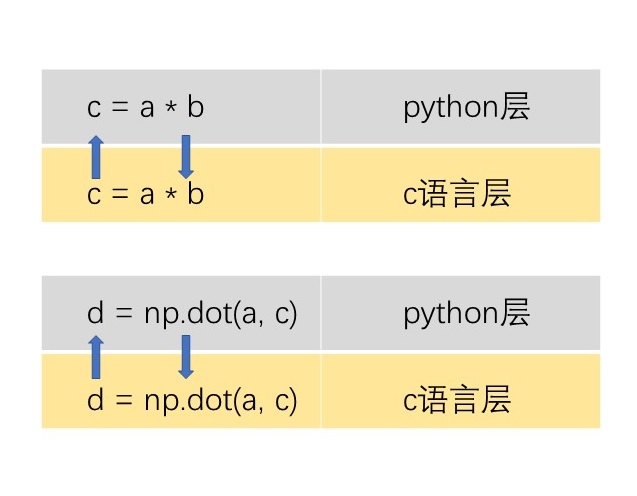 c = a * b python层
c = a * b c语言层
d = np.dot(a, c) python层
d = np.dot(a, c) c语言层